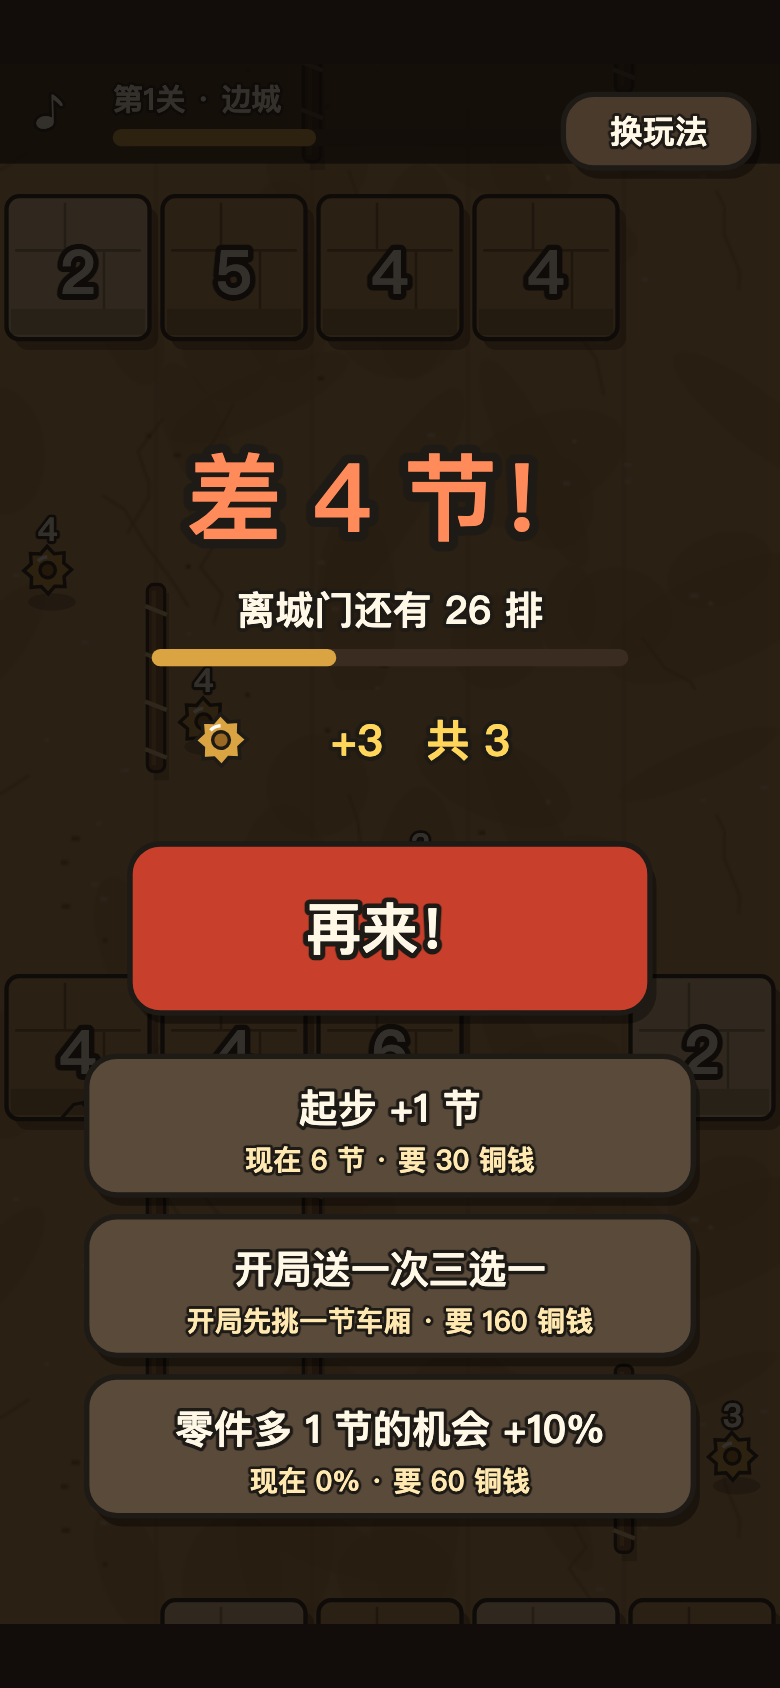 第1关 · 边城
换玩法
2 5 4 4
差 4 节!
4
离城门还有 26 排
4
+3 共 3
再来!
4 4 6 2
起步 +1 节
现在 6 节 · 要 30 铜钱
开局送一次三选一
开局先挑一节车厢 · 要 160 铜钱
3
零件多 1 节的机会 +10%
现在 0% · 要 60 铜钱